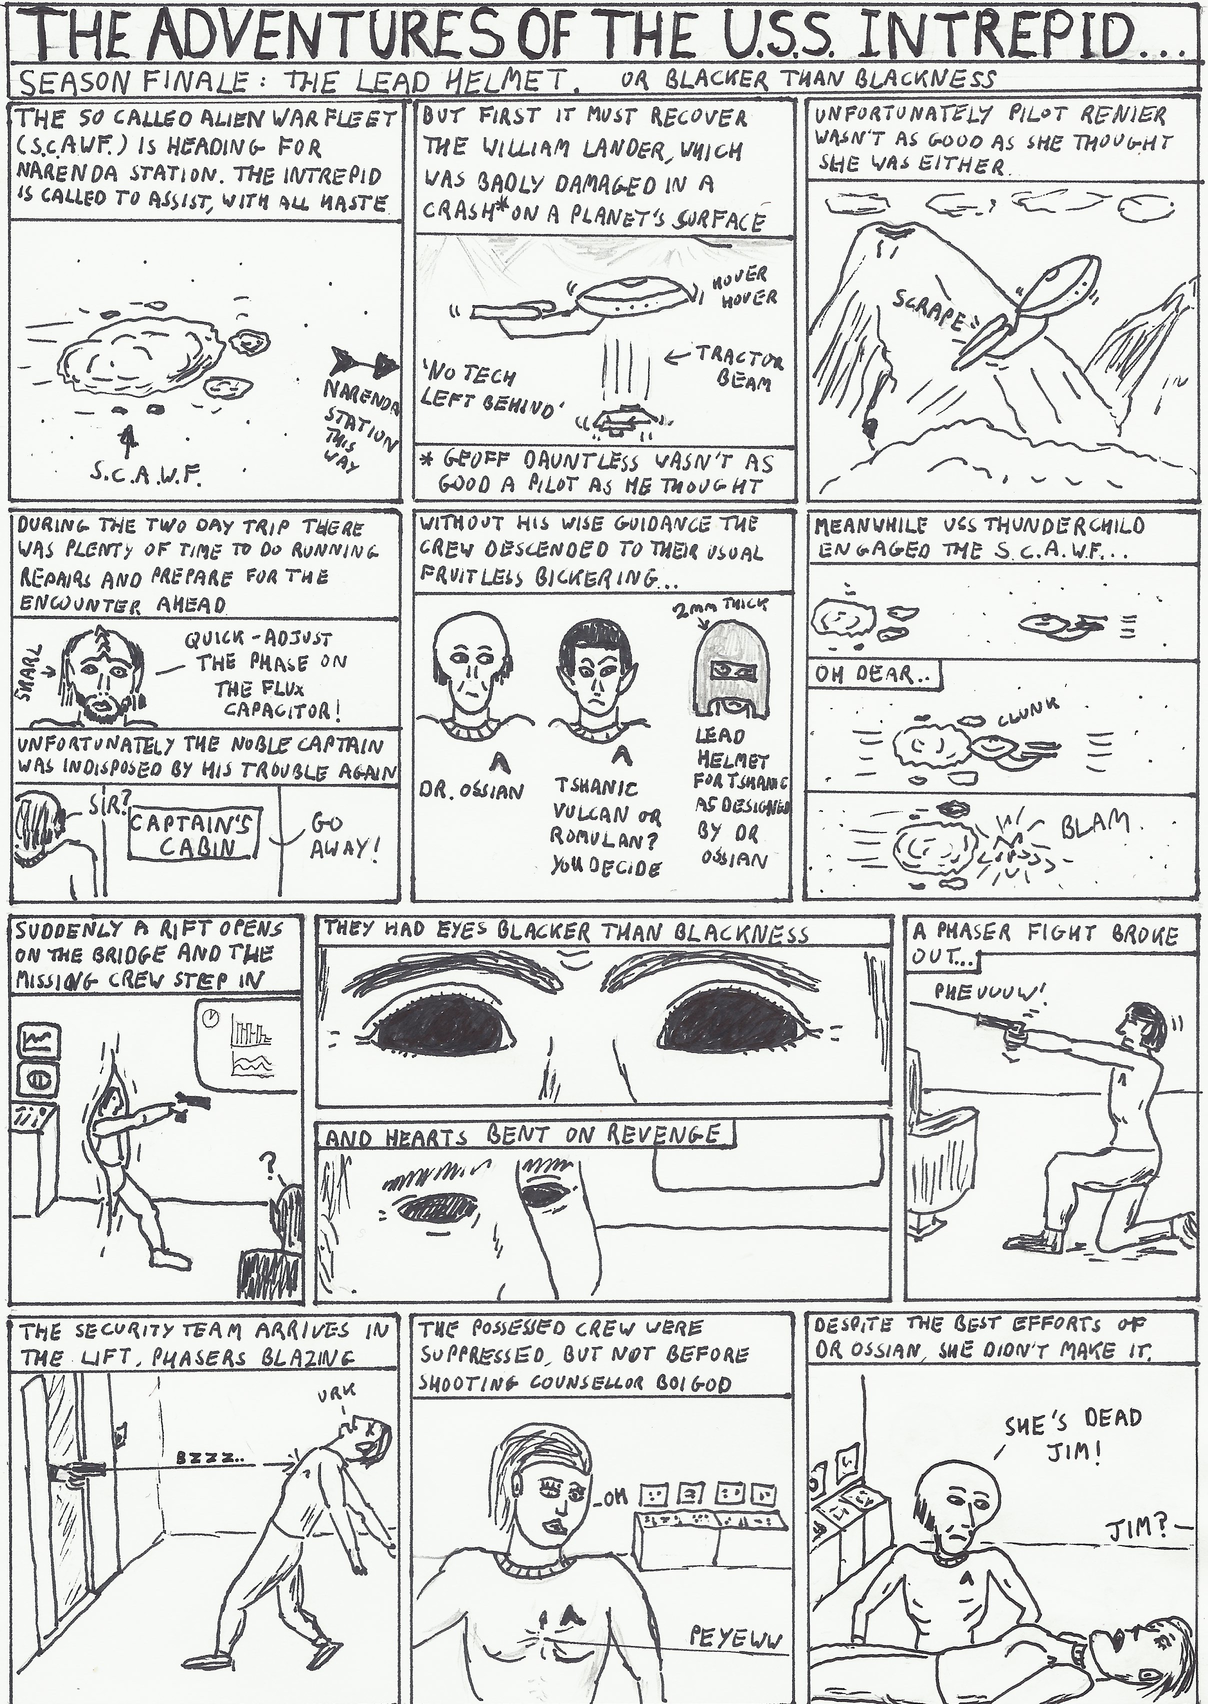 THE ADVENTURES OF THE U.S.S. INTREPID...
SEASON FINALE: THE LEAD HELMET. OR BLACKER THAN BLACKNESS
THE SO CALLED ALIEN WAR FLEET
(S.C.A.W.F.) IS HEADING FOR
NARENDA STATION. THE INTREPID
IS CALLED TO ASSIST, WITH ALL HASTE
NARENDA
STATION
THIS
WAY
S.C.A.W.F.
BUT FIRST IT MUST RECOVER
THE WILLIAM LANDER, WHICH
WAS BADLY DAMAGED IN A
CRASH* ON A PLANET'S SURFACE
HOVER
HOVER
TRACTOR
BEAM
'NO TECH
LEFT BEHIND'
* GEOFF DAUNTLESS WASN'T AS
GOOD A PILOT AS HE THOUGHT
UNFORTUNATELY PILOT RENIER
WASN'T AS GOOD AS SHE THOUGHT
SHE WAS EITHER.
SCRAPE
DURING THE TWO DAY TRIP THERE
WAS PLENTY OF TIME TO DO RUNNING
REPAIRS AND PREPARE FOR THE
ENCOUNTER AHEAD
SNARL
QUICK-ADJUST
THE PHASE ON
THE FLUX
CAPACITOR!
UNFORTUNATELY THE NOBLE CAPTAIN
WAS INDISPOSED BY HIS TROUBLE AGAIN
SIR?
CAPTAIN'S
CABIN
GO
AWAY!
WITHOUT HIS WISE GUIDANCE THE
CREW DESCENDED TO THEIR USUAL
FRUITLESS BICKERING...
2MM THICK
DR. OSSIAN
TSHANIC
VULCAN OR
ROMULAN?
YOU DECIDE
LEAD
HELMET
FOR TSHANIC
AS DESIGNED
BY DR
OSSIAN
MEANWHILE USS THUNDERCHILD
ENGAGED THE S.C.A.W.F...
OH DEAR..
CLUNK
BLAM
SUDDENLY A RIFT OPENS
ON THE BRIDGE AND THE
MISSING CREW STEP IN
?
THEY HAD EYES BLACKER THAN BLACKNESS
AND HEARTS BENT ON REVENGE
A PHASER FIGHT BROKE
OUT...
PHEUUUW!
THE SECURITY TEAM ARRIVES IN
THE LIFT, PHASERS BLAZING
URK
BZZZ..
THE POSSESSED CREW WERE
SUPPRESSED, BUT NOT BEFORE
SHOOTING COUNSELLOR BOIGOD
OH
PEYEWW
DESPITE THE BEST EFFORTS OF
DR OSSIAN, SHE DIDN'T MAKE IT.
SHE'S DEAD
JIM!
JIM?